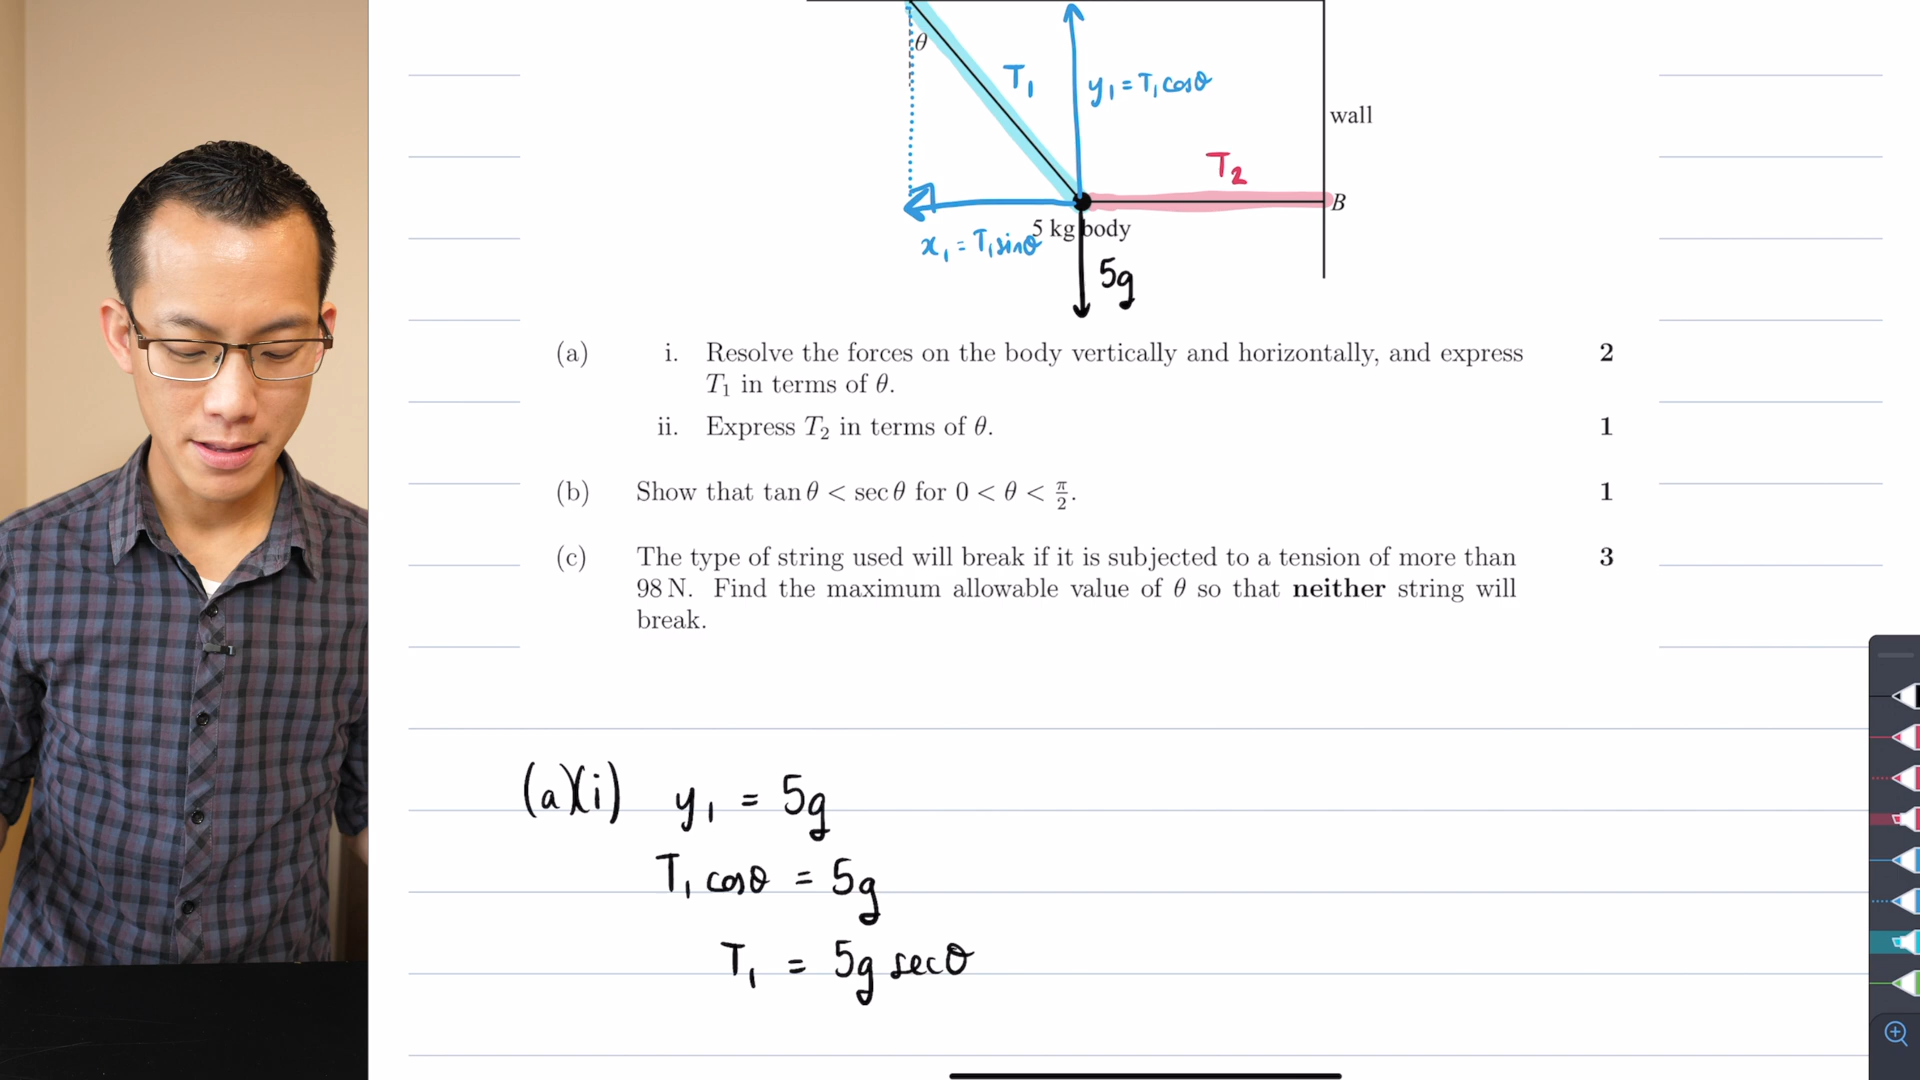 θ
T₁
y₁ = T₁ cosθ
wall
T₂
B
5 kg body
x₁ = T₁ sinθ
5g
(a) i. Resolve the forces on the body vertically and horizontally, and express 2
T₁ in terms of θ.
ii. Express T₂ in terms of θ. 1
(b) Show that tan θ < sec θ for 0 < θ < π/2. 1
(c) The type of string used will break if it is subjected to a tension of more than 3
98 N. Find the maximum allowable value of θ so that neither string will
break.
(a)(i) y₁ = 5g
T₁ cosθ = 5g
T₁ = 5g secθ